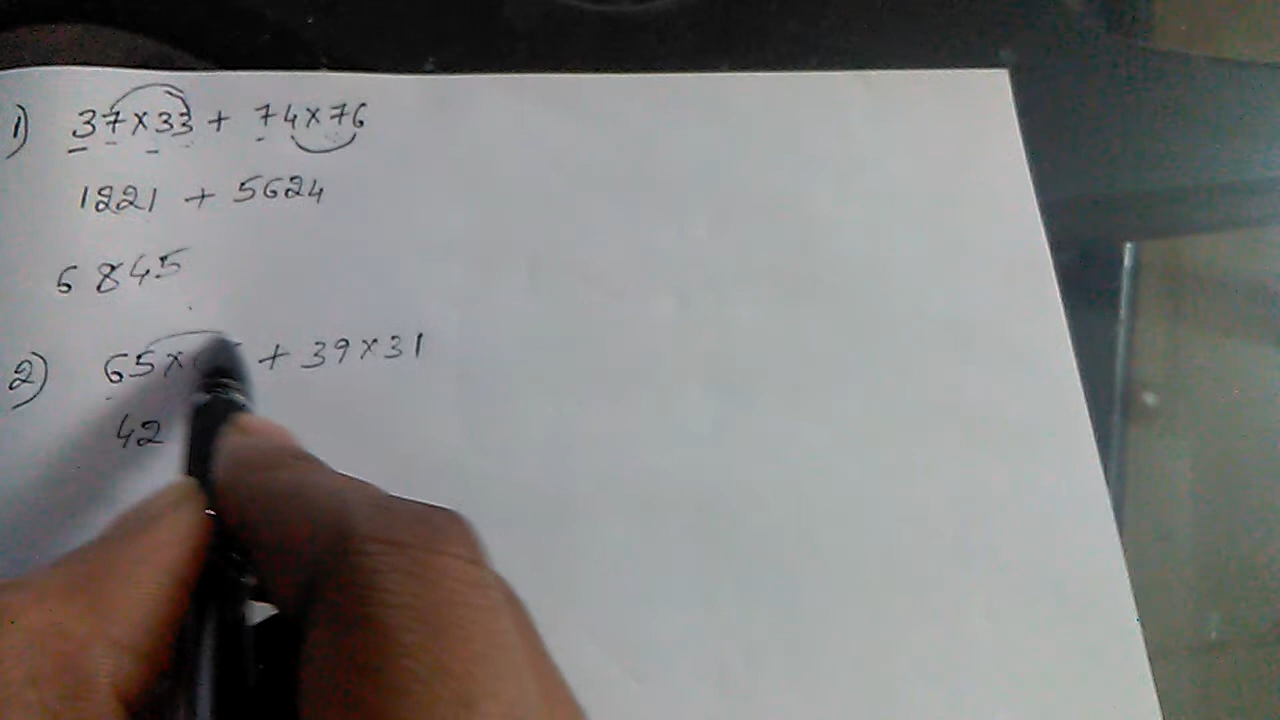 1) 37×33 + 74×76
1221 + 5624
6845
2) 65× + 39×31
42